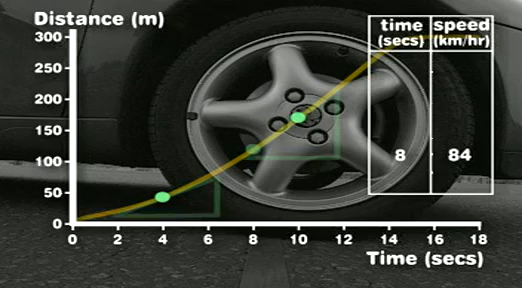 Distance (m)
300
250
200
150
100
50
0
0 2 4 6 8 10 12 14 16 18
Time (secs)
time speed
(secs) (km/hr)
8 84